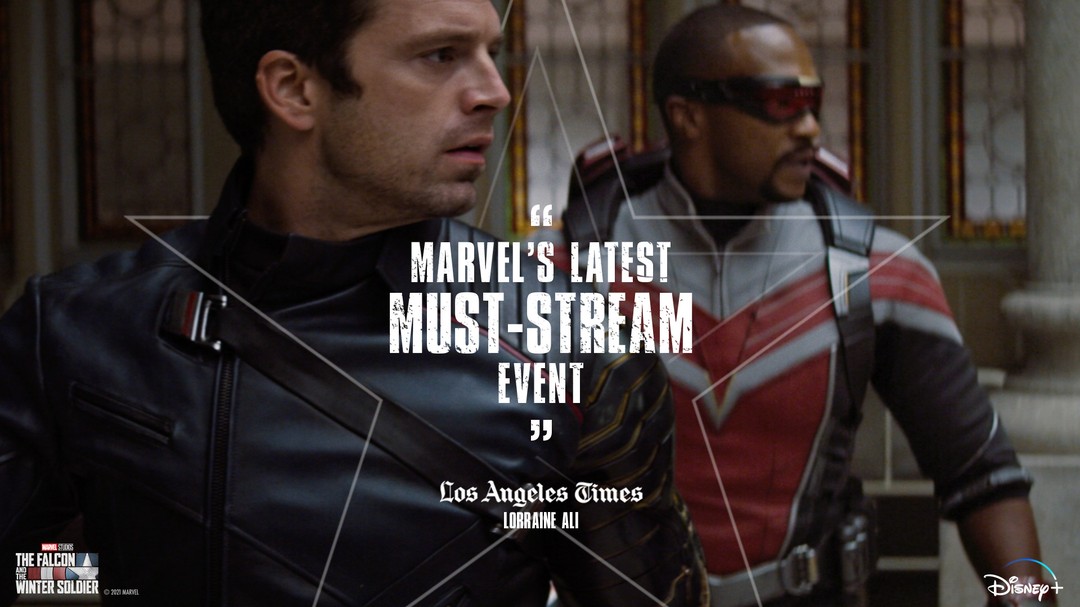 “
MARVEL’S LATEST
MUST-STREAM
EVENT
”
Los Angeles Times
LORRAINE ALI
MARVEL STUDIOS
THE FALCON
AND THE
WINTER SOLDIER
© 2021 MARVEL
Disney+